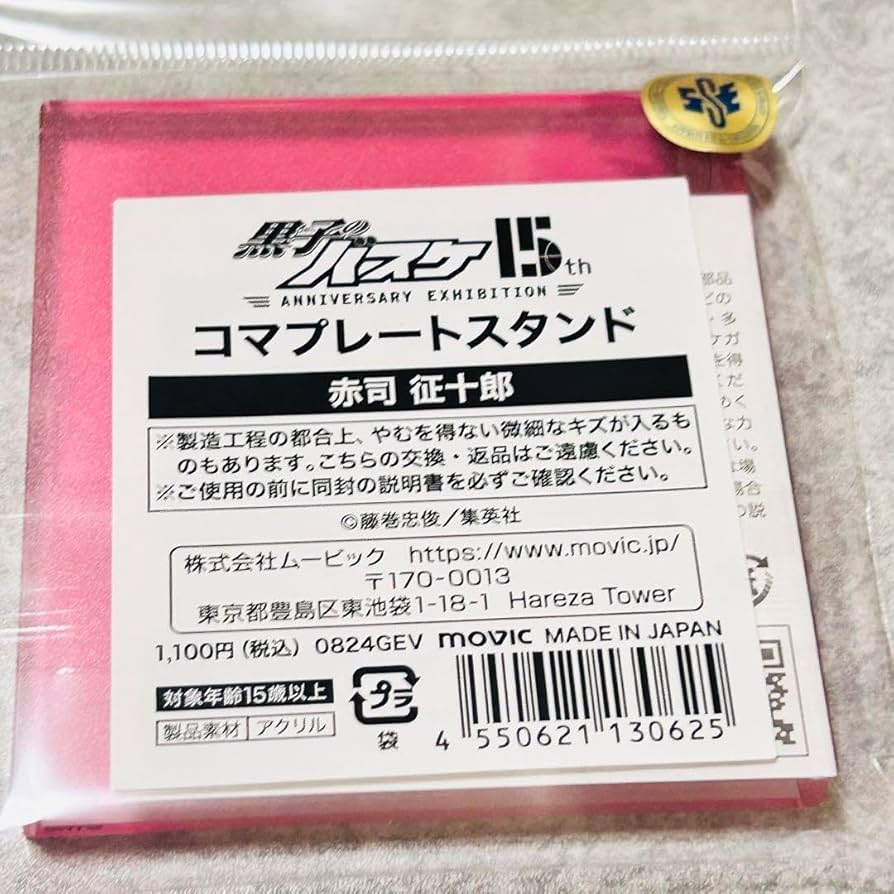 黒子のバスケ 15th
ANNIVERSARY EXHIBITION
コマプレートスタンド
赤司 征十郎
※製造工程の都合上、やむを得ない微細なキズが入るも
のもあります。こちらの交換・返品はご遠慮ください。
※ご使用の前に同封の説明書を必ずご確認ください。
©藤巻忠俊／集英社
株式会社ムービック https://www.movic.jp/
〒170-0013
東京都豊島区東池袋1-18-1 Hareza Tower
1,100円（税込） 0824GEV movic MADE IN JAPAN
対象年齢15歳以上
製品素材 アクリル
プラ
袋
4 550621 130625